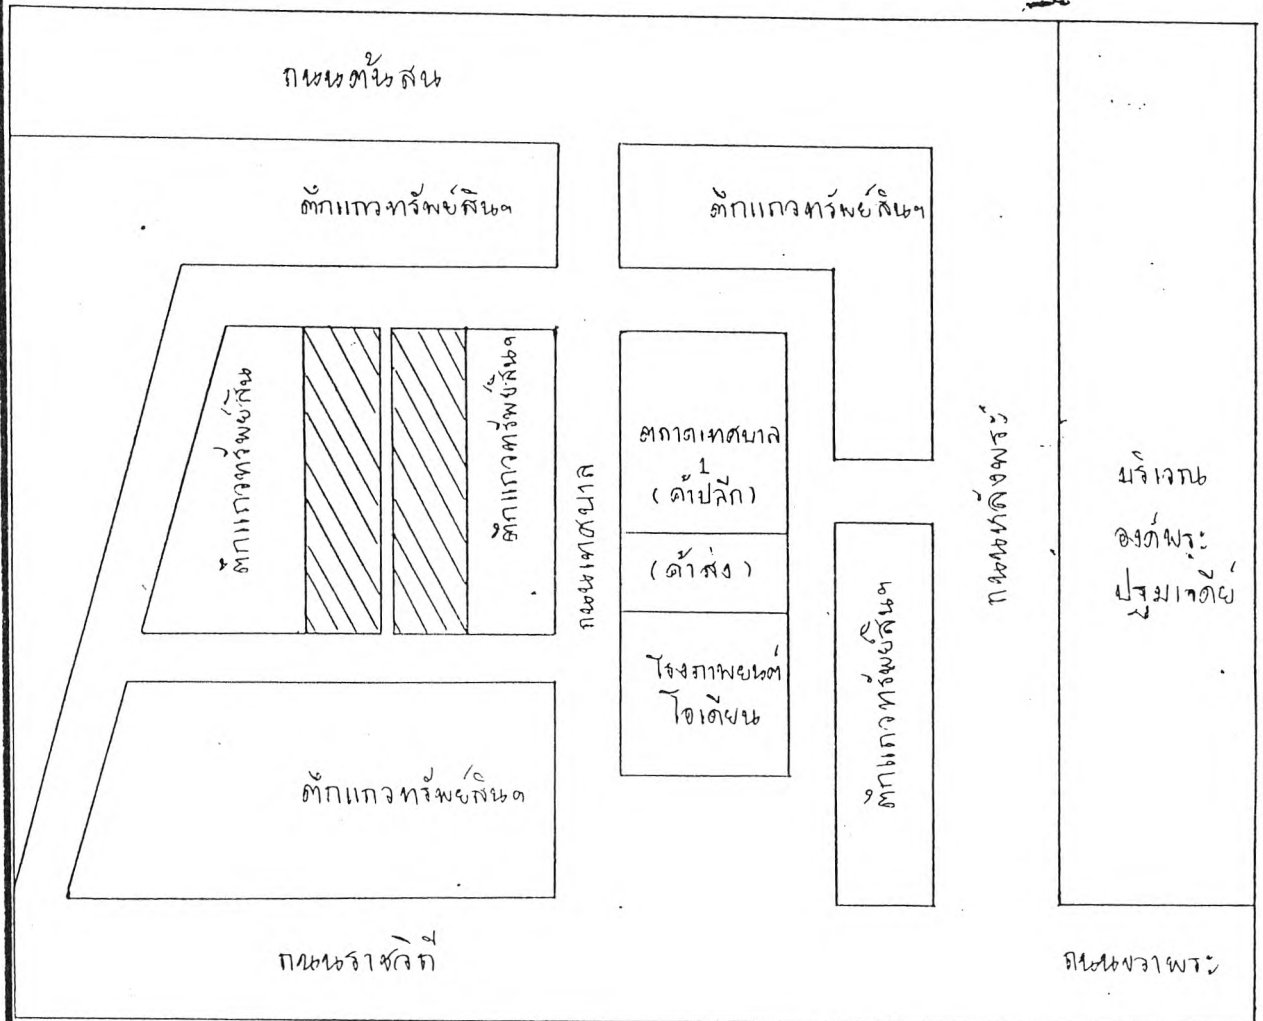 ถนนต้นสน
ตึกแถวทรัพย์สินฯ
ตึกแถวทรัพย์สินฯ
ตึกแถวทรัพย์สิน
ตึกแถวทรัพย์สินฯ
ถนนเทศบาล
ตลาดเทศบาล
1
(ค้าปลีก)
(ค้าส่ง)
โรงภาพยนต์
โอเดียน
ตึกแถวทรัพย์สินฯ
ถนนหลังพระ
บริเวณ
องค์พระ
ปฐมเจดีย์
ตึกแถวทรัพย์สินฯ
ถนนราชวิถี
ถนนขวาพระ